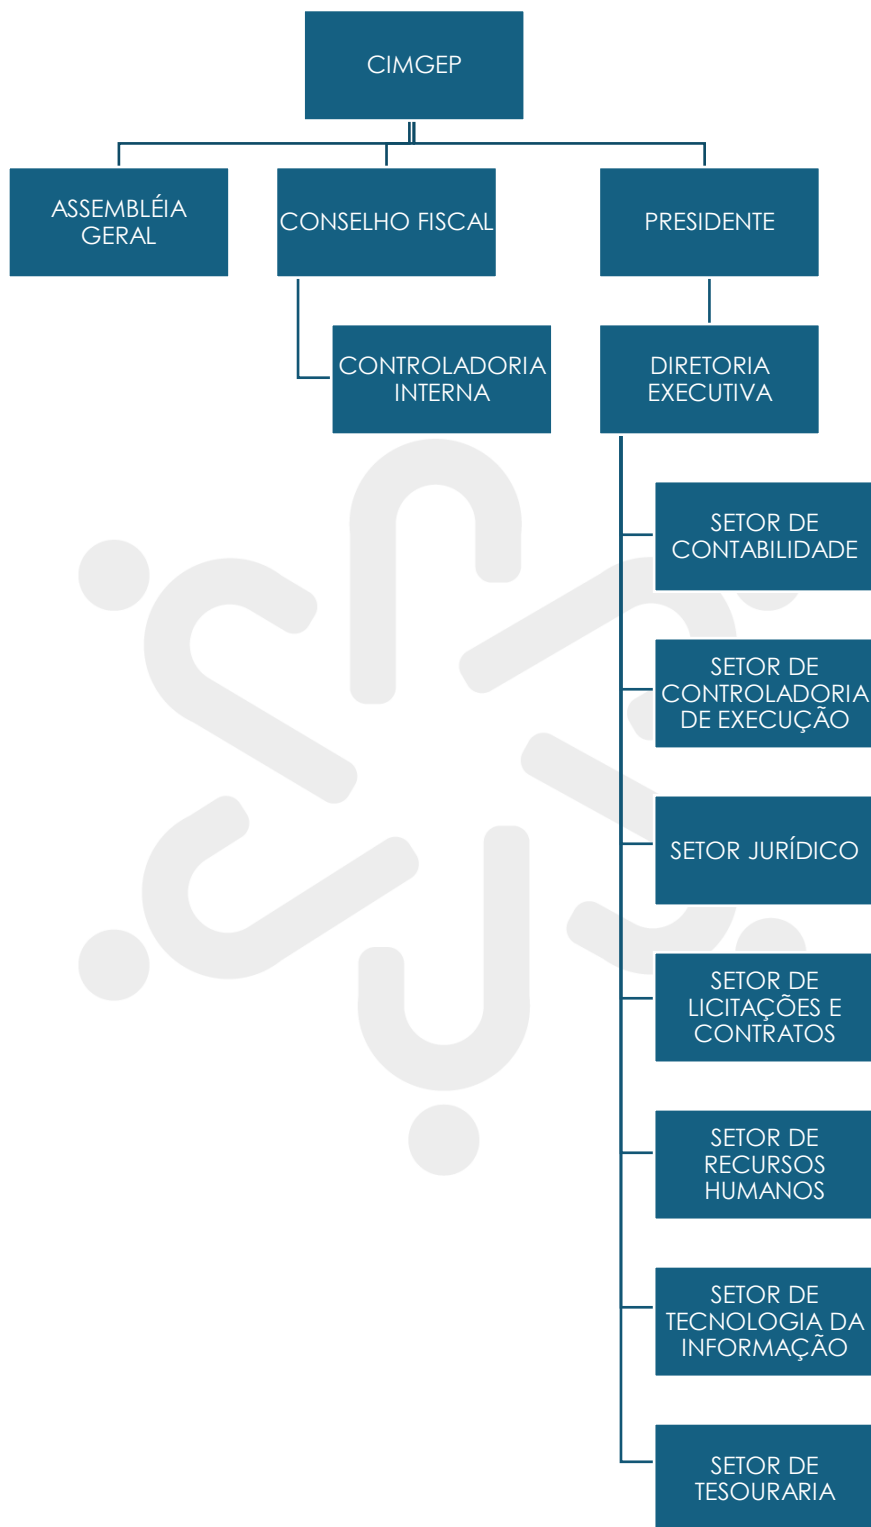 CIMGEP
ASSEMBLÉIA
GERAL
CONSELHO FISCAL
PRESIDENTE
CONTROLADORIA
INTERNA
DIRETORIA
EXECUTIVA
SETOR DE
CONTABILIDADE
SETOR DE
CONTROLADORIA
DE EXECUÇÃO
SETOR JURÍDICO
SETOR DE
LICITAÇÕES E
CONTRATOS
SETOR DE
RECURSOS
HUMANOS
SETOR DE
TECNOLOGIA DA
INFORMAÇÃO
SETOR DE
TESOURARIA